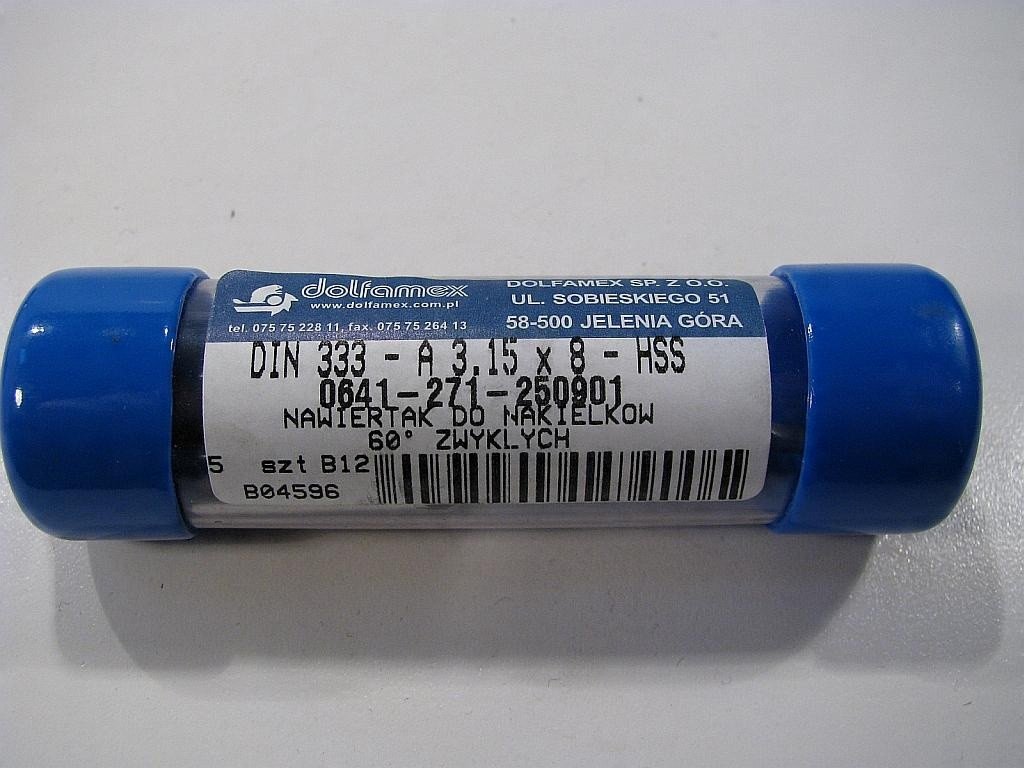 dolfamex
www.dolfamex.com.pl
tel. 075 75 228 11, fax. 075 75 264 13
DOLFAMEX SP. Z O.O.
UL. SOBIESKIEGO 51
58-500 JELENIA GÓRA
DIN 333 - A 3.15 x 8 - HSS
0641-271-250901
NAWIERTAK DO NAKIELKOW
60° ZWYKLYCH
5 szt B12
B04596